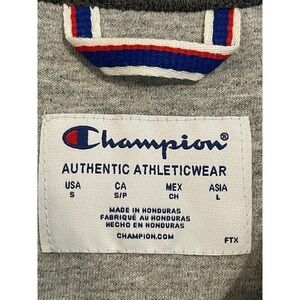 Champion®
AUTHENTIC ATHLETICWEAR
USA CA MEX ASIA
S S/P CH L
MADE IN HONDURAS
FABRIQUÉ AU HONDURAS
HECHO EN HONDURAS
CHAMPION.COM
FTX